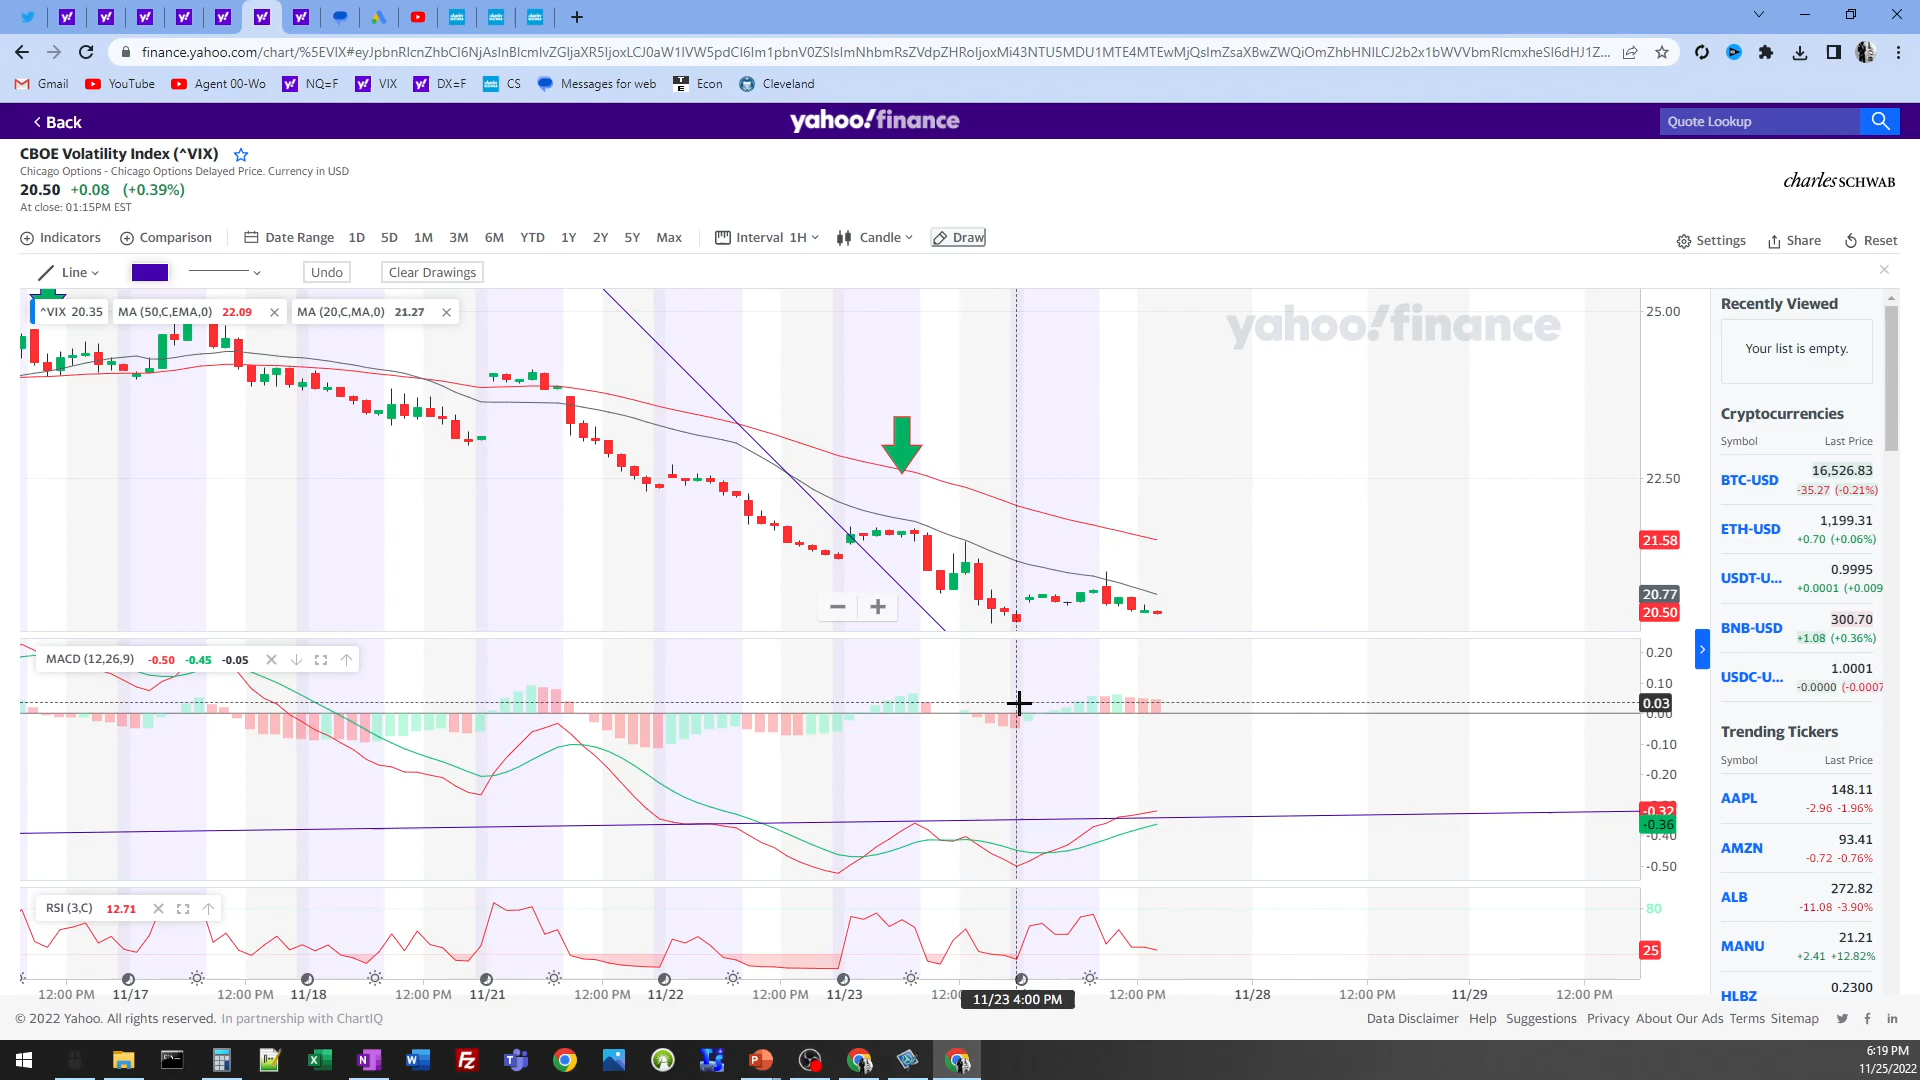 finance.yahoo.com/chart/%5EVIX#eyJpbnRlcnZhbCI6NjAsInBlcmlvZGljaXR5IjoxLCJ0aW1lVW5pdCI6Im1pbnV0ZSIsImNhbmRsZVdpZHRoIjoxMi43NTU5MDU1MTE4MTEwMjQsImZsaXBwZWQiOmZhbHNlLCJ2b2x1bWVVbmRlcmxheSI6dHJ1Z...
Gmail YouTube Agent 00-Wo NQ=F VIX DX=F CS Messages for web Econ Cleveland
Back yahoo!finance Quote Lookup
CBOE Volatility Index (^VIX)
Chicago Options - Chicago Options Delayed Price. Currency in USD
20.50 +0.08 (+0.39%)
At close: 01:15PM EST
charles SCHWAB
Indicators Comparison Date Range 1D 5D 1M 3M 6M YTD 1Y 2Y 5Y Max Interval 1H Candle Draw Settings Share Reset
Line Undo Clear Drawings
^VIX 20.35 MA (50,C,EMA,0) 22.09 MA (20,C,MA,0) 21.27
yahoo!finance
25.00
22.50
21.58
20.77
20.50
MACD (12,26,9) -0.50 -0.45 -0.05
0.20
0.10
0.03
0.00
-0.10
-0.20
-0.32
-0.36
-0.40
-0.50
RSI (3,C) 12.71
80
25
12:00 PM 11/17 12:00 PM 11/18 12:00 PM 11/21 12:00 PM 11/22 12:00 PM 11/23 12:0 11/23 4:00 PM 12:00 PM 11/28 12:00 PM 11/29 12:00 PM
Recently Viewed
Your list is empty.
Cryptocurrencies
Symbol Last Price
BTC-USD 16,526.83
-35.27 (-0.21%)
ETH-USD 1,199.31
+0.70 (+0.06%)
USDT-U... 0.9995
+0.0001 (+0.009
BNB-USD 300.70
+1.08 (+0.36%)
USDC-U... 1.0001
-0.0000 (-0.0007
Trending Tickers
Symbol Last Price
AAPL 148.11
-2.96 -1.96%
AMZN 93.41
-0.72 -0.76%
ALB 272.82
-11.08 -3.90%
MANU 21.21
+2.41 +12.82%
HLBZ 0.2300
© 2022 Yahoo. All rights reserved. In partnership with ChartIQ
Data Disclaimer Help Suggestions Privacy About Our Ads Terms Sitemap
6:19 PM
11/25/2022